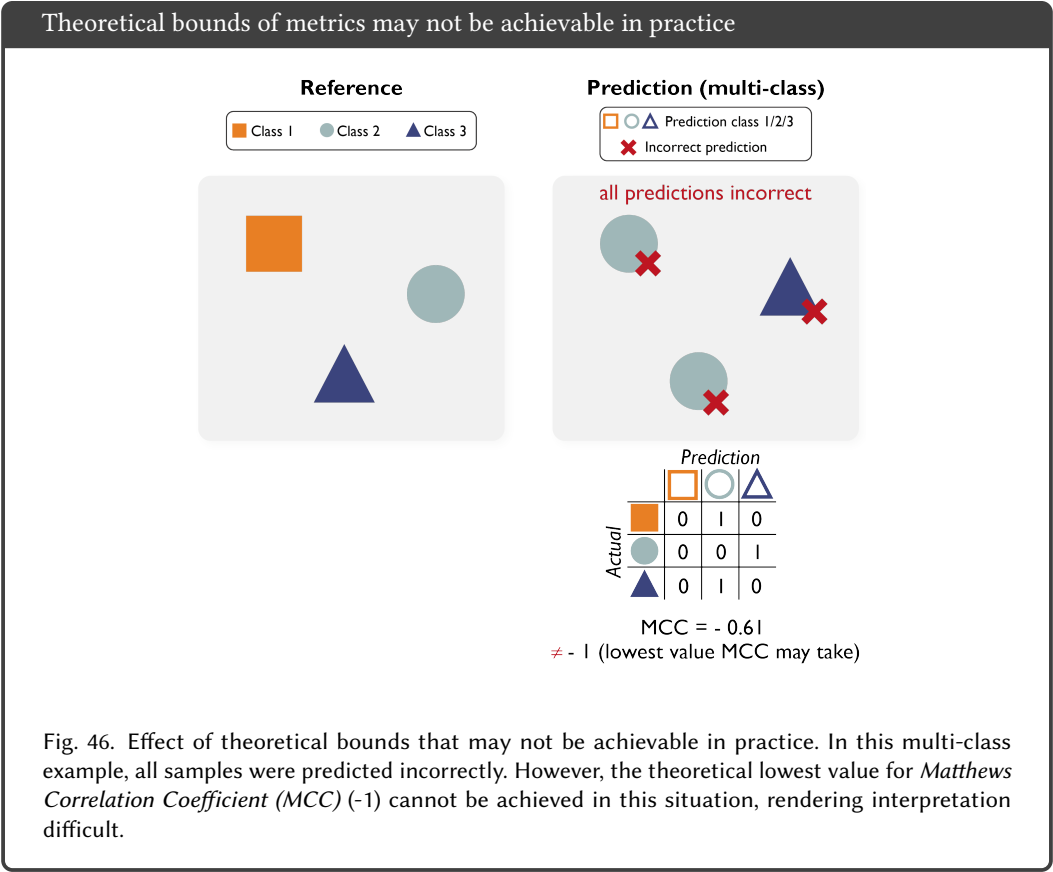 Theoretical bounds of metrics may not be achievable in practice
Reference
Class 1 Class 2 Class 3
Prediction (multi-class)
Prediction class 1/2/3
Incorrect prediction
all predictions incorrect
Prediction
Actual
0 1 0
0 0 1
0 1 0
MCC = - 0.61
≠ - 1 (lowest value MCC may take)
Fig. 46. Effect of theoretical bounds that may not be achievable in practice. In this multi-class
example, all samples were predicted incorrectly. However, the theoretical lowest value for Matthews
Correlation Coefficient (MCC) (-1) cannot be achieved in this situation, rendering interpretation
difficult.